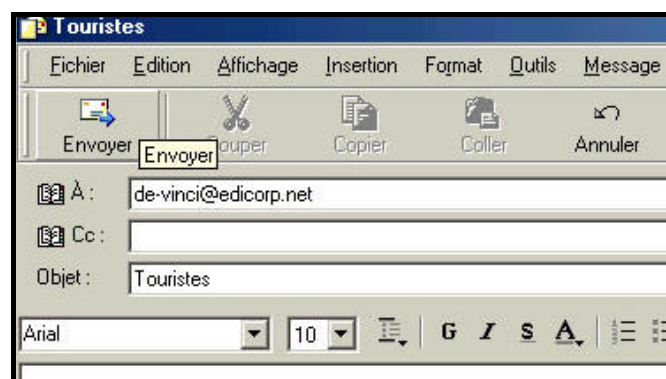 Touristes
Fichier Edition Affichage Insertion Format Outils Message
Envoyer Couper Copier Coller Annuler
Envoyer
À : de-vinci@edicorp.net
Cc :
Objet : Touristes
Arial 10 G I S A